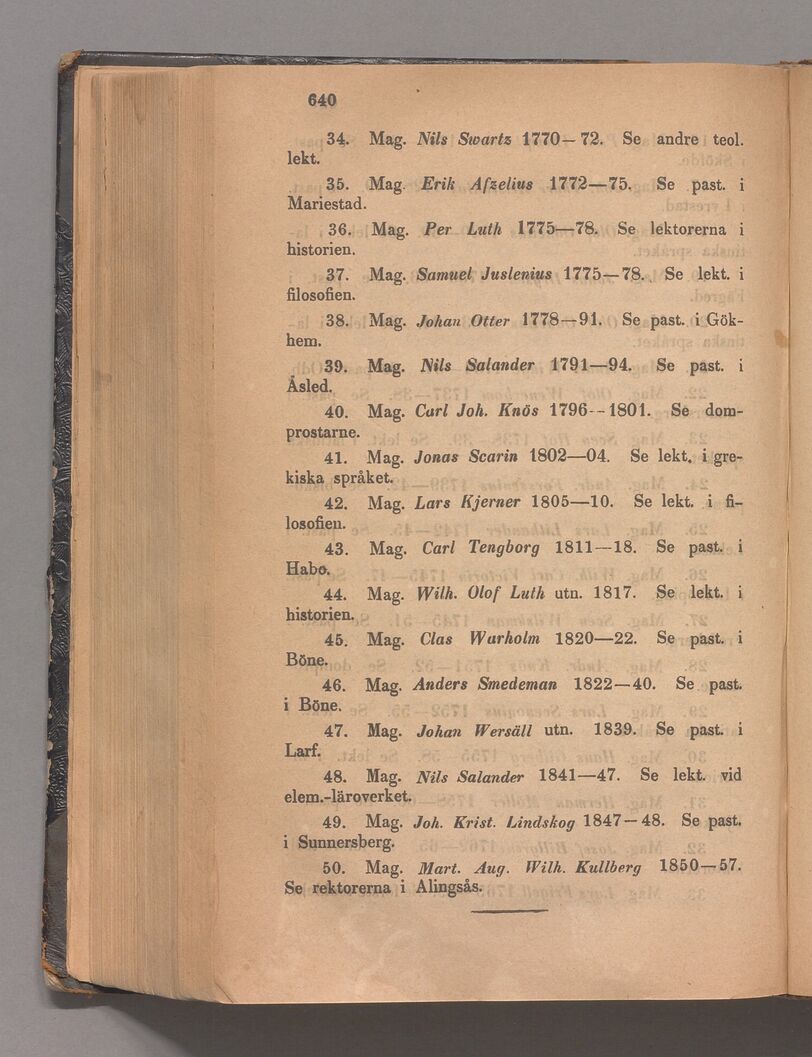 640
34. Mag. Nils Swartz 1770—72. Se andre teol.
lekt.
35. Mag. Erik Afzelius 1772—75. Se past. i
Mariestad.
36. Mag. Per Luth 1775—78. Se lektorerna i
historien.
37. Mag. Samuel Juslenius 1775—78. Se lekt. i
filosofien.
38. Mag. Johan Otter 1778—91. Se past. i Gök-
hem.
39. Mag. Nils Salander 1791—94. Se past. i
Åsled.
40. Mag. Carl Joh. Knös 1796--1801. Se dom-
prostarne.
41. Mag. Jonas Scarin 1802—04. Se lekt. i gre-
kiska språket.
42. Mag. Lars Kjerner 1805—10. Se lekt. i fi-
losofien.
43. Mag. Carl Tengborg 1811—18. Se past. i
Habo.
44. Mag. Wilh. Olof Luth utn. 1817. Se lekt. i
historien.
45. Mag. Clas Warholm 1820—22. Se past. i
Böne.
46. Mag. Anders Smedeman 1822—40. Se past.
i Böne.
47. Mag. Johan Wersäll utn. 1839. Se past. i
Larf.
48. Mag. Nils Salander 1841—47. Se lekt. vid
elem.-läroverket.
49. Mag. Joh. Krist. Lindskog 1847—48. Se past.
i Sunnersberg.
50. Mag. Mart. Aug. Wilh. Kullberg 1850—57.
Se rektorerna i Alingsås.